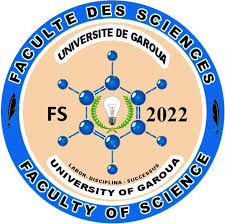 FACULTE DES SCIENCES
UNIVERSITE DE GAROUA
FS 2022
LABOR- DISCIPLINA - SUCCESSUS
UNIVERSITY OF GAROUA
FACULTY OF SCIENCE